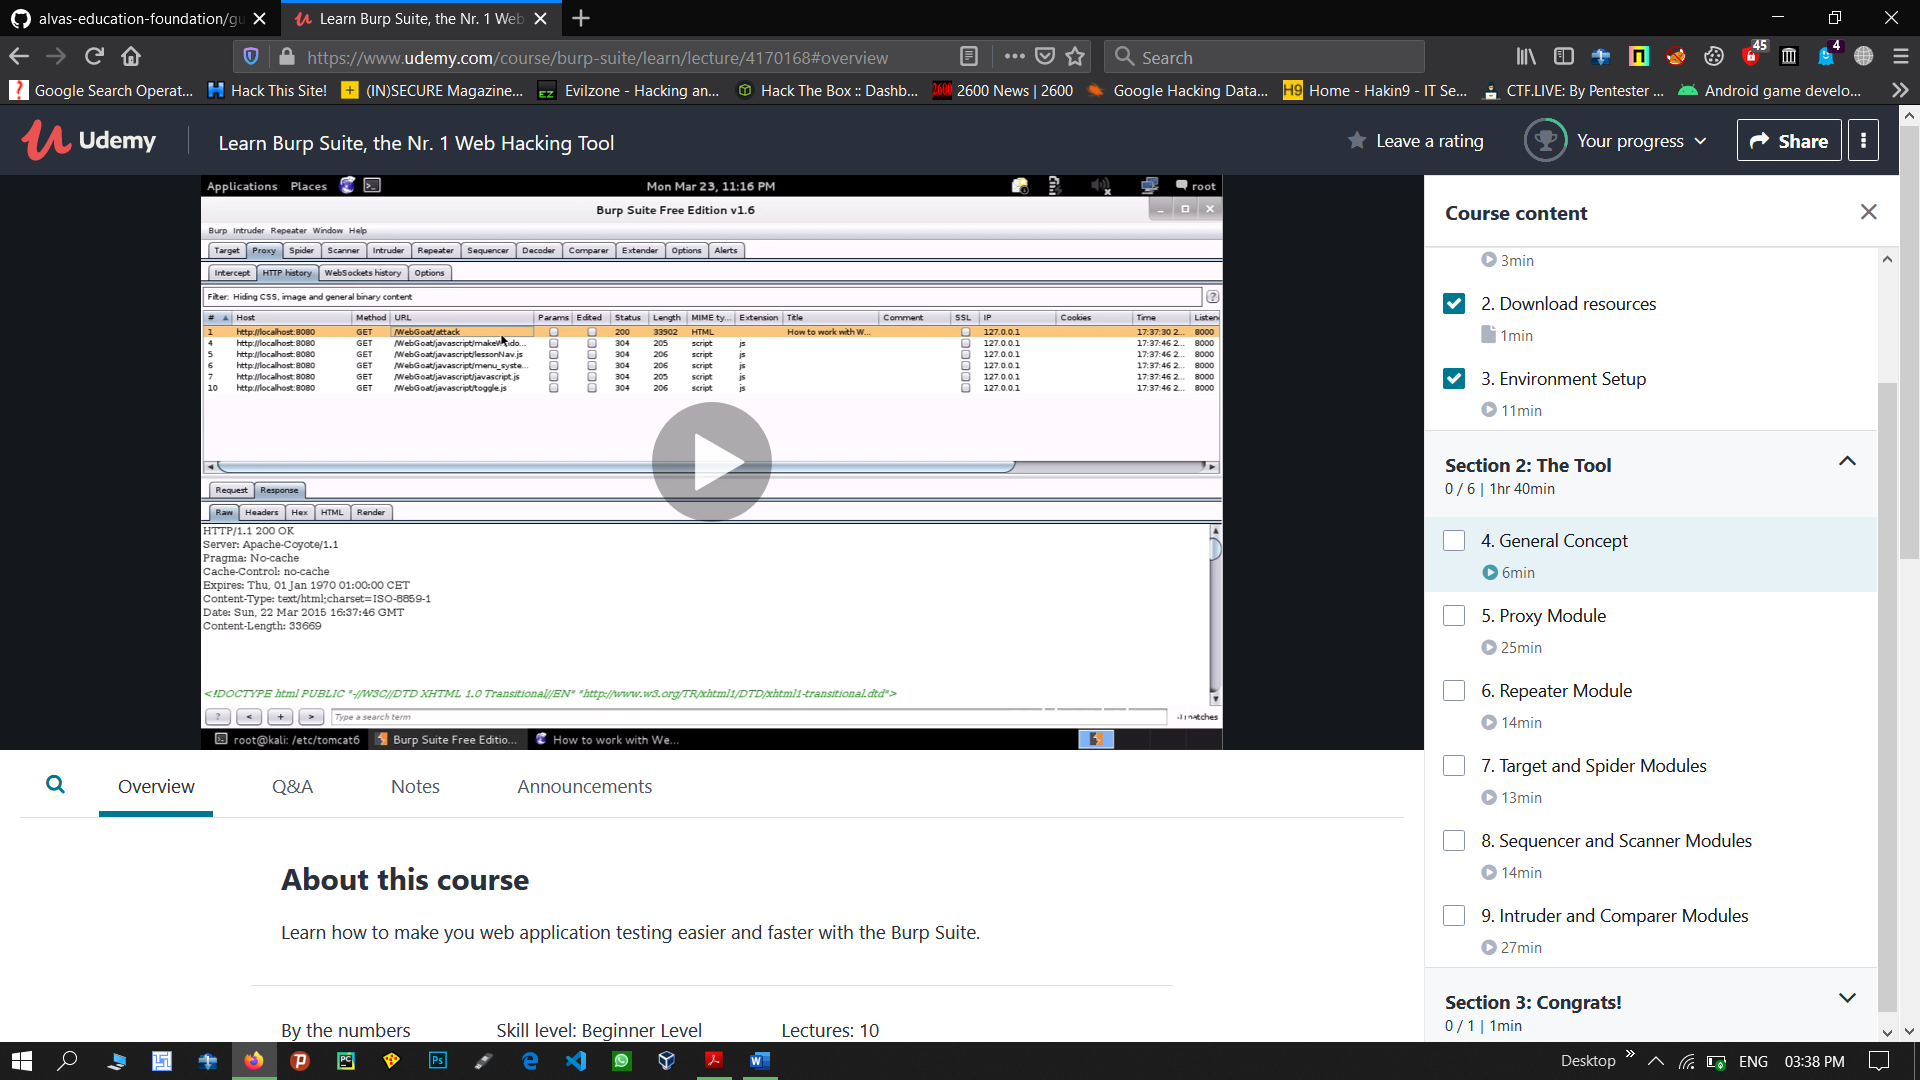 alvas-education-foundation/gu
Learn Burp Suite, the Nr. 1 Web
https://www.udemy.com/course/burp-suite/learn/lecture/4170168#overview
Search
45
4
Google Search Operat...
Hack This Site!
(IN)SECURE Magazine...
Evilzone - Hacking an...
Hack The Box :: Dashb...
2600 News | 2600
Google Hacking Data...
Home - Hakin9 - IT Se...
CTF.LIVE: By Pentester ...
Android game develo...
Udemy
Learn Burp Suite, the Nr. 1 Web Hacking Tool
Leave a rating
Your progress
Share
Applications Places
Mon Mar 23, 11:16 PM
root
Burp Suite Free Edition v1.6
Burp Intruder Repeater Window Help
Target Proxy Spider Scanner Intruder Repeater Sequencer Decoder Comparer Extender Options Alerts
Intercept HTTP history WebSockets history Options
Filter: Hiding CSS, image and general binary content
# Host Method URL Params Edited Status Length MIME ty... Extension Title Comment SSL IP Cookies Time Listen
1 http://localhost:8080 GET /WebGoat/attack 200 33902 HTML How to work with W... 127.0.0.1 17:37:30 2... 8000
4 http://localhost:8080 GET 304 205 script js 127.0.0.1 17:37:46 2... 8000
5 http://localhost:8080 GET /WebGoat/javascript/lessonNav.js 304 206 script js 127.0.0.1 17:37:46 2... 8000
6 http://localhost:8080 GET /WebGoat/javascript/menu_syste... 304 206 script js 127.0.0.1 17:37:46 2... 8000
7 http://localhost:8080 GET /WebGoat/javascript/javascript.js 304 205 script js 127.0.0.1 17:37:46 2... 8000
10 http://localhost:8080 GET /WebGoat/javascript/toggle.js 304 206 script js 127.0.0.1 17:37:46 2... 8000
Request Response
Raw Headers Hex HTML Render
HTTP/1.1 200 OK
Server: Apache-Coyote/1.1
Pragma: No-cache
Cache-Control: no-cache
Expires: Thu, 01 Jan 1970 01:00:00 CET
Content-Type: text/html;charset=ISO-8859-1
Date: Sun, 22 Mar 2015 16:37:46 GMT
Content-Length: 33669
<!DOCTYPE html PUBLIC "-//W3C//DTD XHTML 1.0 Transitional//EN" "http://www.w3.org/TR/xhtml1/DTD/xhtml1-transitional.dtd">
? < + > Type a search term
root@kali: /etc/tomcat6
Burp Suite Free Editio...
How to work with We...
Course content
3min
2. Download resources
1min
3. Environment Setup
11min
Section 2: The Tool
0 / 6 | 1hr 40min
4. General Concept
6min
5. Proxy Module
25min
6. Repeater Module
14min
7. Target and Spider Modules
13min
8. Sequencer and Scanner Modules
14min
9. Intruder and Comparer Modules
27min
Section 3: Congrats!
0 / 1 | 1min
Overview
Q&A
Notes
Announcements
About this course
Learn how to make you web application testing easier and faster with the Burp Suite.
By the numbers
Skill level: Beginner Level
Lectures: 10
Desktop
ENG
03:38 PM